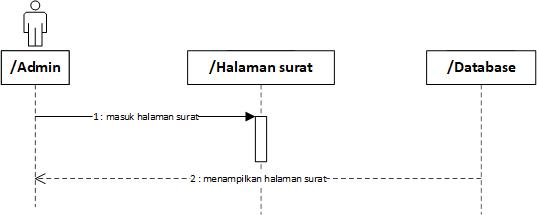 /Admin
/Halaman surat
/Database
1 : masuk halaman surat
2 : menampilkan halaman surat